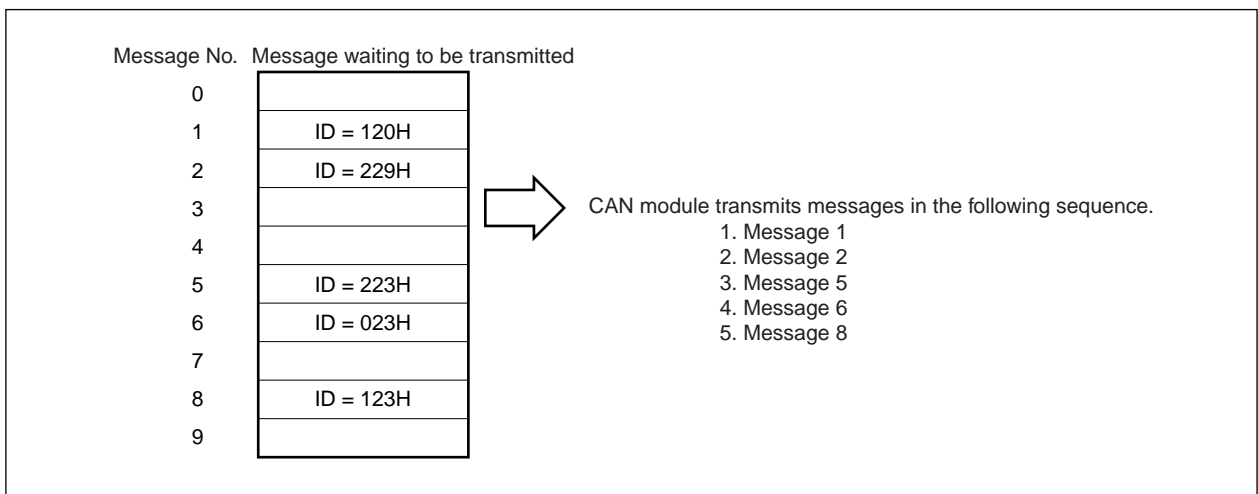 Message No. Message waiting to be transmitted
0
1 ID = 120H
2 ID = 229H
3
4
5 ID = 223H
6 ID = 023H
7
8 ID = 123H
9
CAN module transmits messages in the following sequence.
1. Message 1
2. Message 2
3. Message 5
4. Message 6
5. Message 8